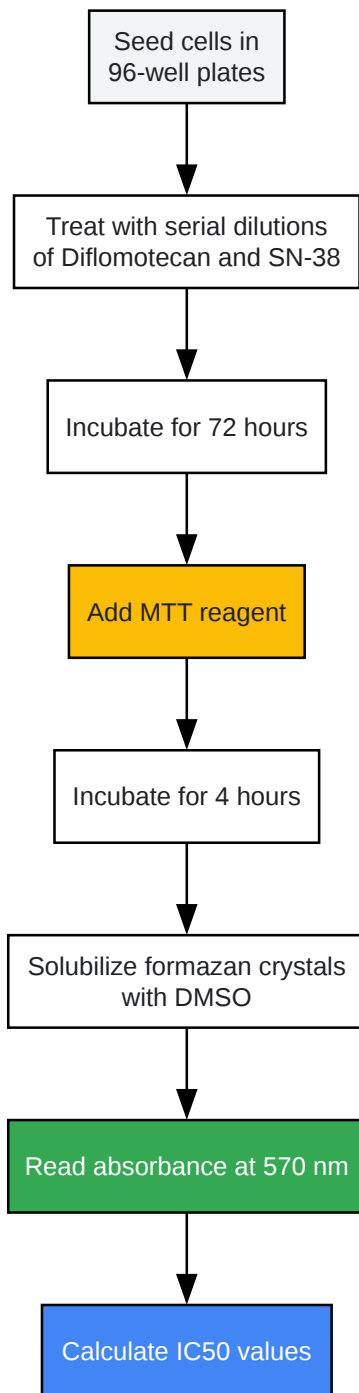 Seed cells in
96-well plates
Treat with serial dilutions
of Diflomotecan and SN-38
Incubate for 72 hours
Add MTT reagent
Incubate for 4 hours
Solubilize formazan crystals
with DMSO
Read absorbance at 570 nm
Calculate IC50 values